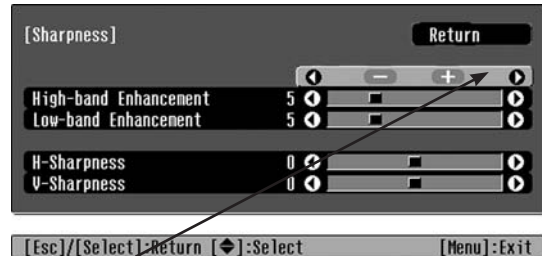 [Sharpness] Return
− +
High-band Enhancement 5
Low-band Enhancement 5
H-Sharpness 0
V-Sharpness 0
[Esc]/[Select]:Return [◆]:Select [Menu]:Exit